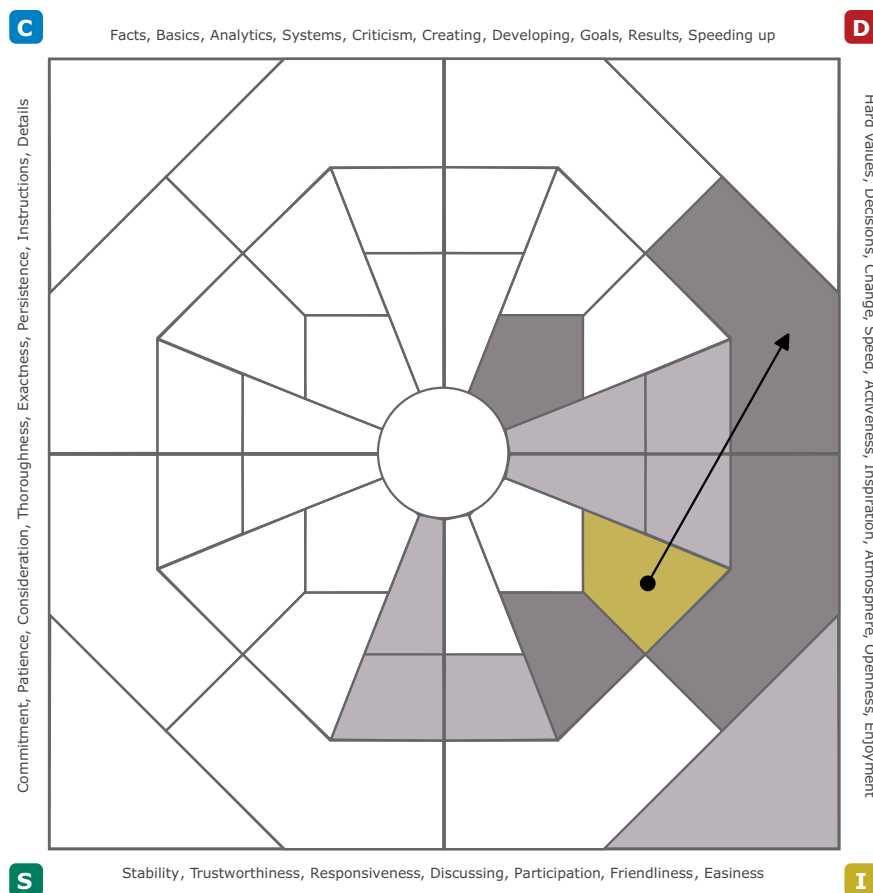 C
Facts, Basics, Analytics, Systems, Criticism, Creating, Developing, Goals, Results, Speeding up
D
Commitment, Patience, Consideration, Thoroughness, Exactness, Persistence, Instructions, Details
Hard values, Decisions, Change, Speed, Activeness, Inspiration, Atmosphere, Openness, Enjoyment
S
Stability, Trustworthiness, Responsiveness, Discussing, Participation, Friendliness, Easiness
I